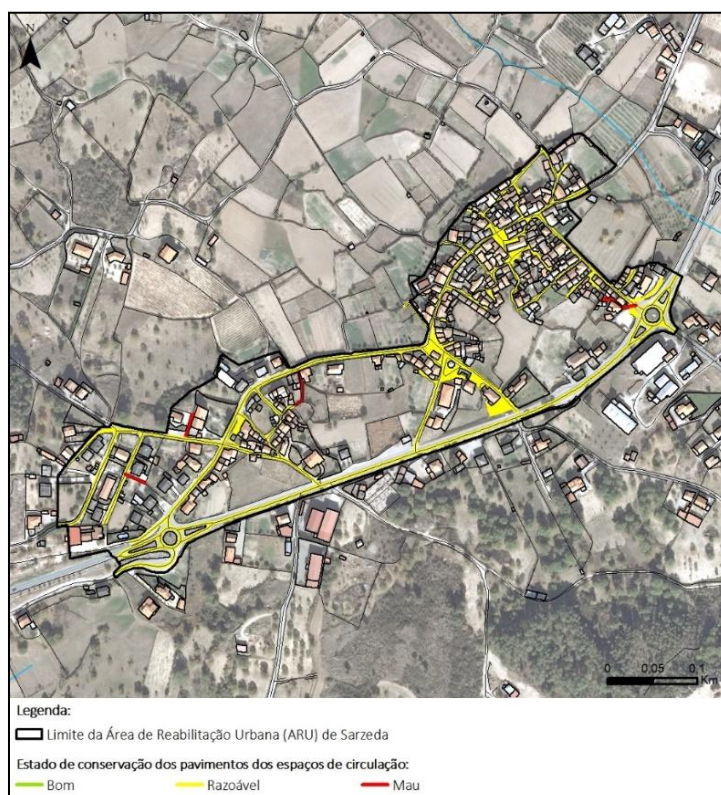 N
0 0,05 0,1
Km
Legenda:
Limite da Área de Reabilitação Urbana (ARU) de Sarzeda
Estado de conservação dos pavimentos dos espaços de circulação:
Bom Razoável Mau